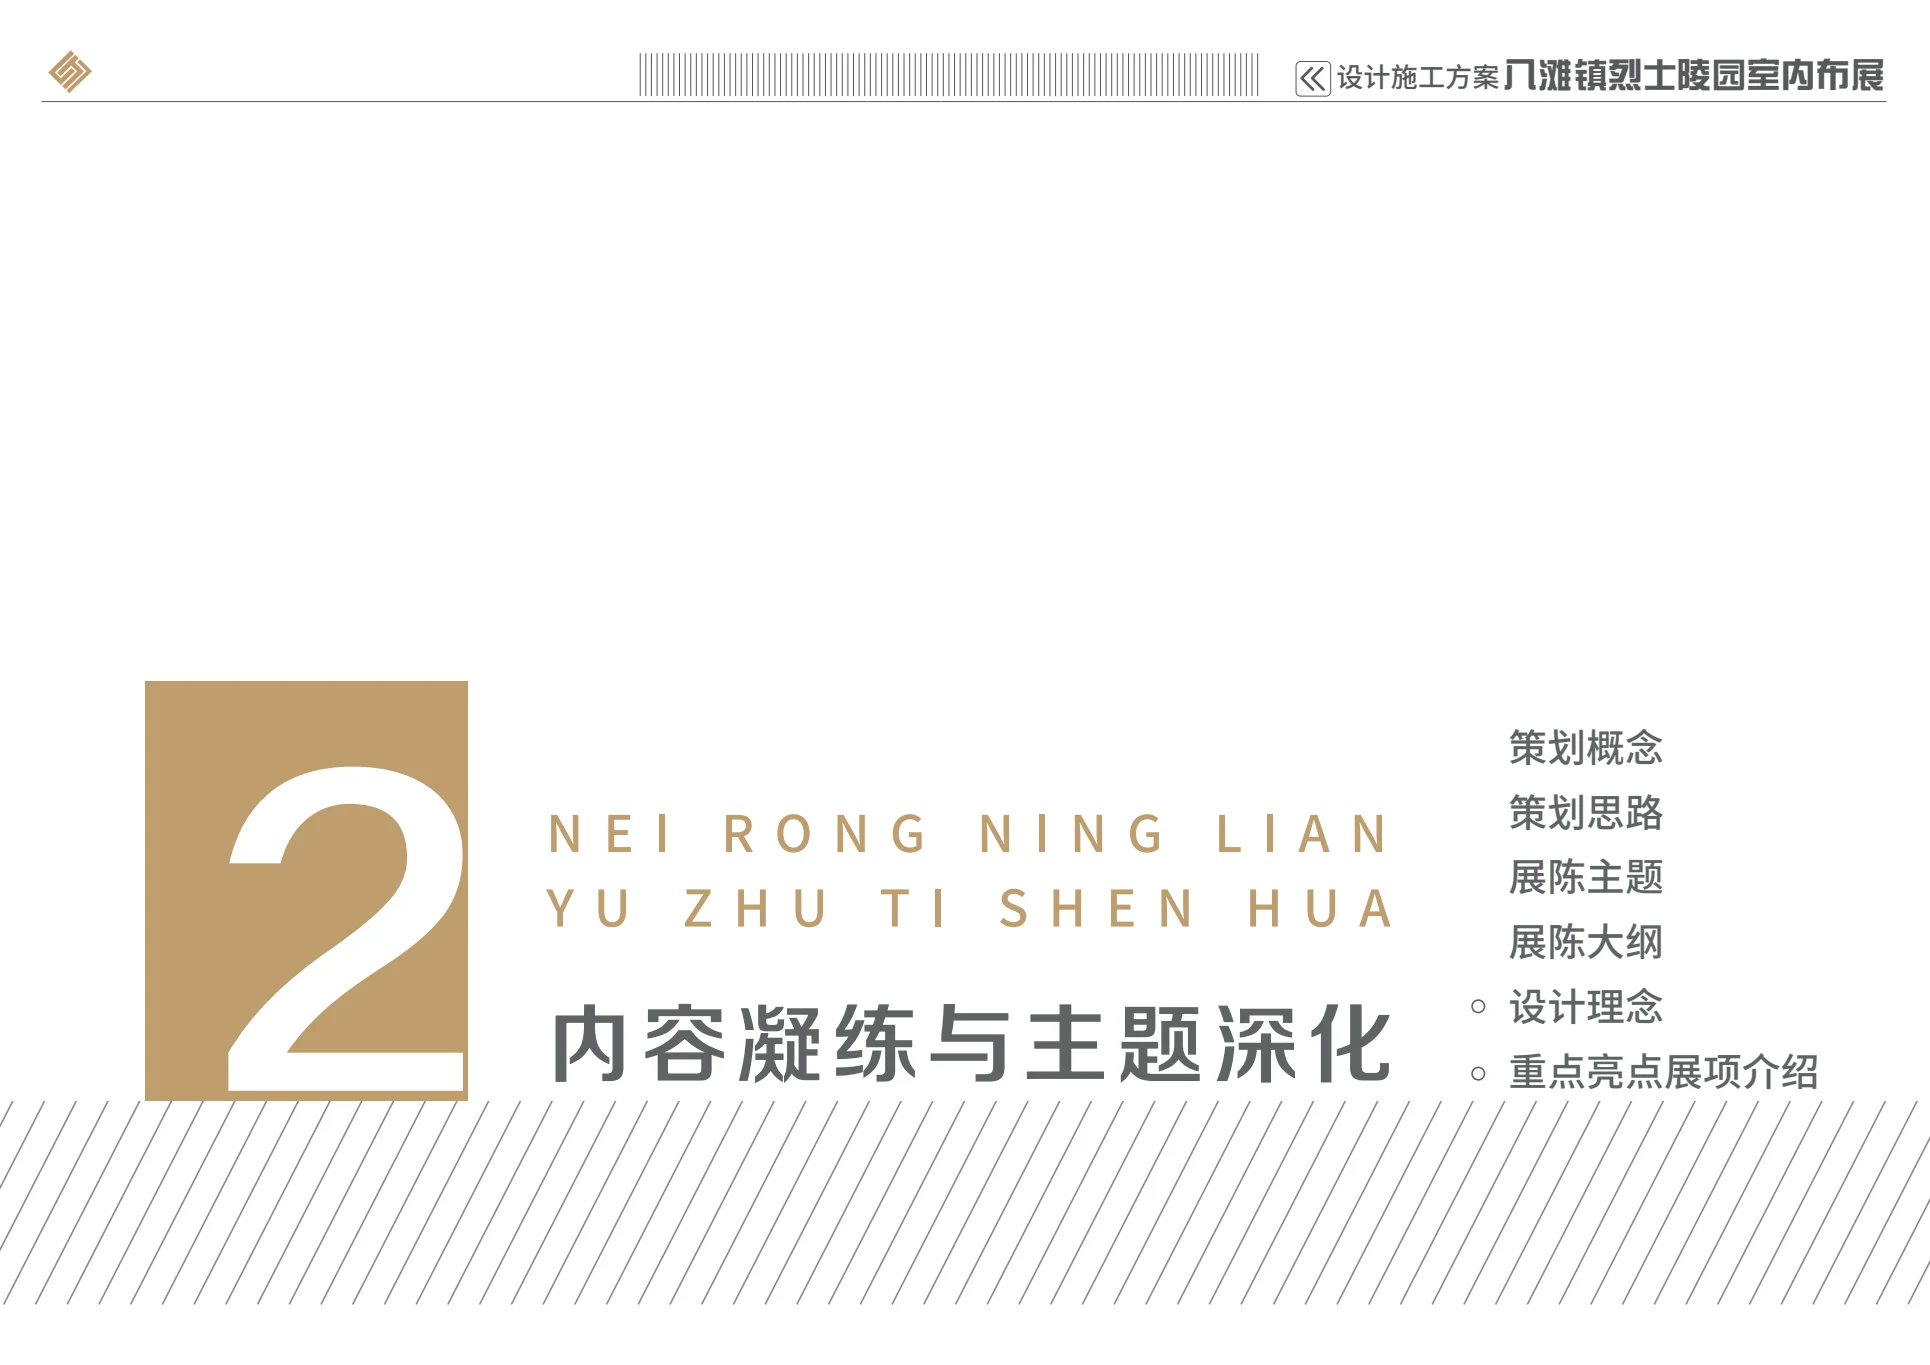 设计施工方案 八滩镇烈士陵园室内布展
2
NEI RONG NING LIAN
YU ZHU TI SHEN HUA
内容凝练与主题深化
策划概念
策划思路
展陈主题
展陈大纲
设计理念
重点亮点展项介绍